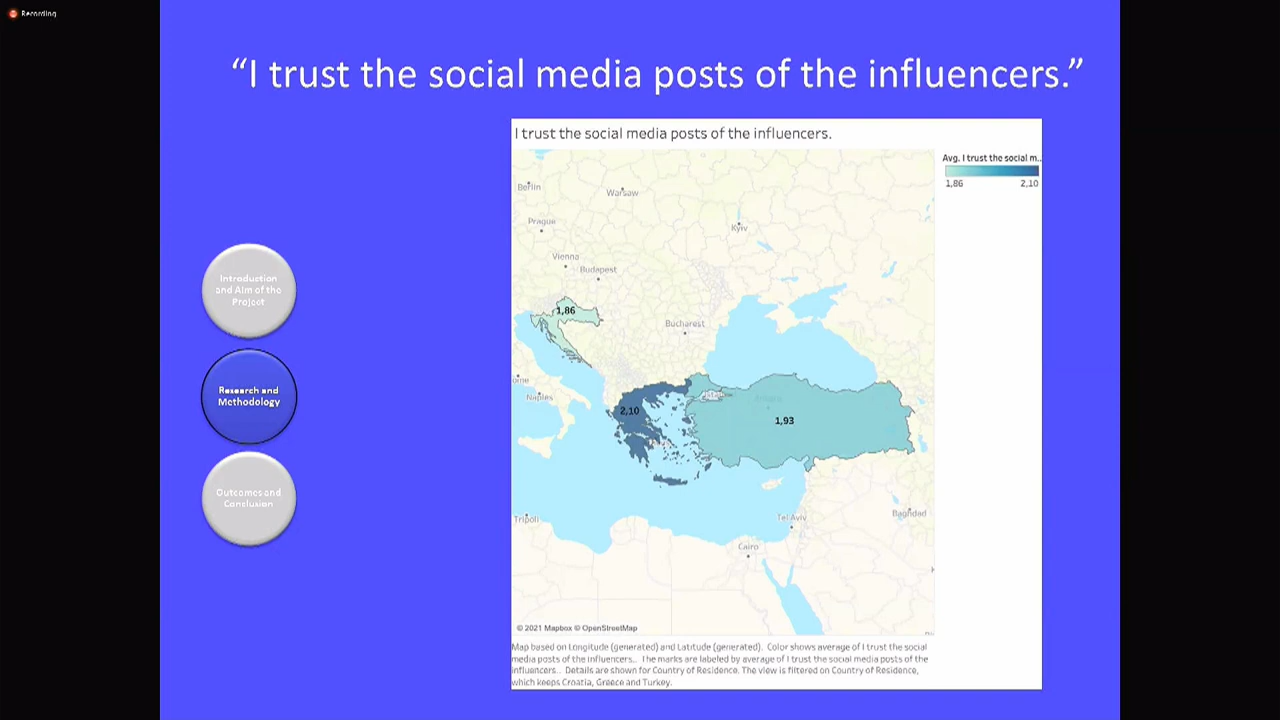 Recording
“I trust the social media posts of the influencers.”
I trust the social media posts of the influencers.
Avg. I trust the social m..
1,86 2,10
Berlin
Warsaw
Prague
Kyiv
Vienna
Budapest
1,86
Bucharest
Naples
2,10
1,93
Tripoli
Tel Aviv
Baghdad
Cairo
© 2021 Mapbox © OpenStreetMap
Map based on Longitude (generated) and Latitude (generated). Color shows average of I trust the social
media posts of the influencers.. The marks are labeled by average of I trust the social media posts of the
influencers.. Details are shown for Country of Residence. The view is filtered on Country of Residence,
which keeps Croatia, Greece and Turkey.
Introduction
and Aim of the
Project
Research and
Methodology
Outcomes and
Conclusion